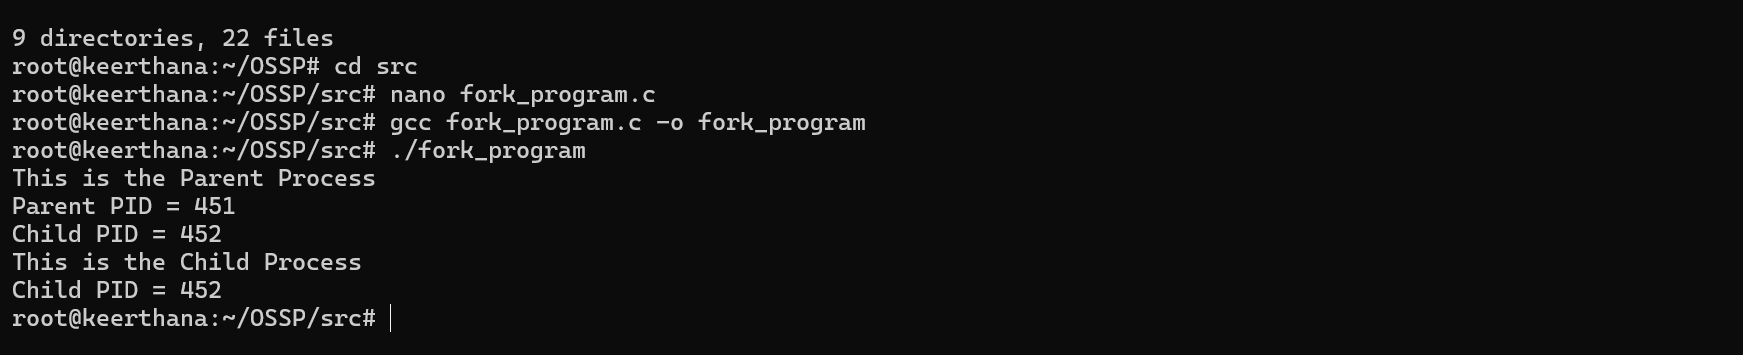 9 directories, 22 files
root@keerthana:~/OSSP# cd src
root@keerthana:~/OSSP/src# nano fork_program.c
root@keerthana:~/OSSP/src# gcc fork_program.c -o fork_program
root@keerthana:~/OSSP/src# ./fork_program
This is the Parent Process
Parent PID = 451
Child PID = 452
This is the Child Process
Child PID = 452
root@keerthana:~/OSSP/src#